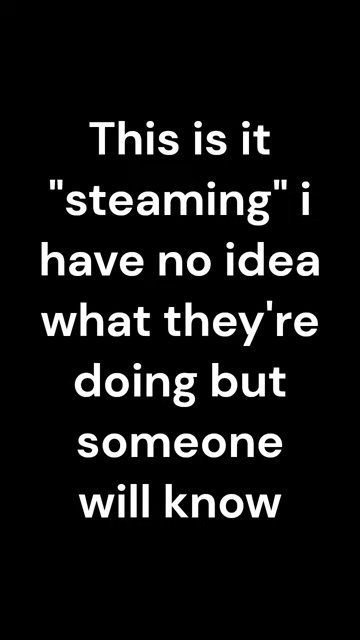 This is it
"steaming" i
have no idea
what they're
doing but
someone
will know